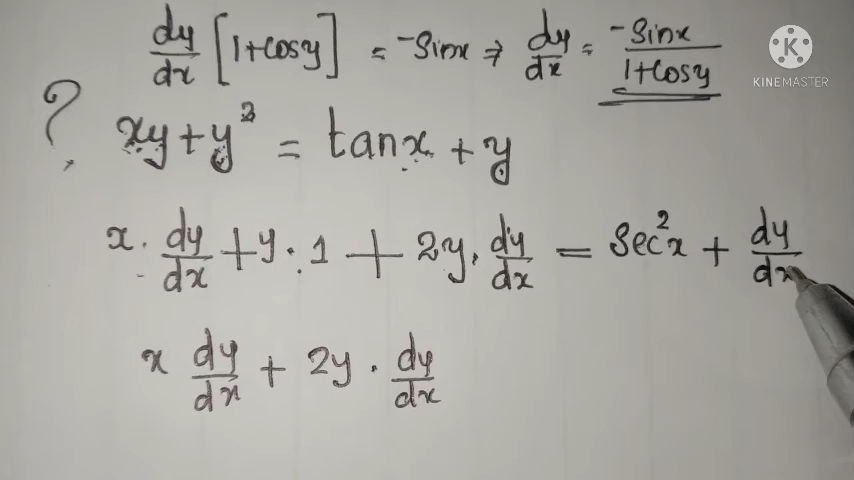 dy/dx [1+cosy] = -sinx ⇒ dy/dx = -sinx/1+cosy
K
KINEMASTER
? xy + y² = tanx + y
x · dy/dx + y · 1 + 2y · dy/dx = sec²x + dy/dx
x dy/dx + 2y · dy/dx